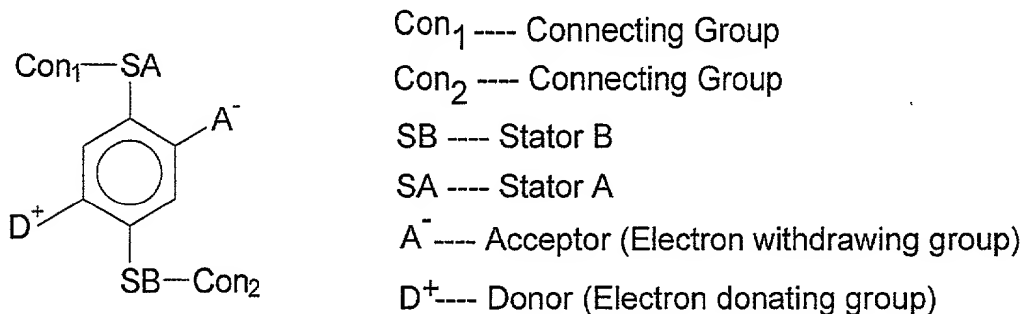 Con₁—SA
A⁻
D⁺
SB—Con₂
Con₁ ---- Connecting Group
Con₂ ---- Connecting Group
SB ---- Stator B
SA ---- Stator A
A⁻ ---- Acceptor (Electron withdrawing group)
D⁺ ---- Donor (Electron donating group)